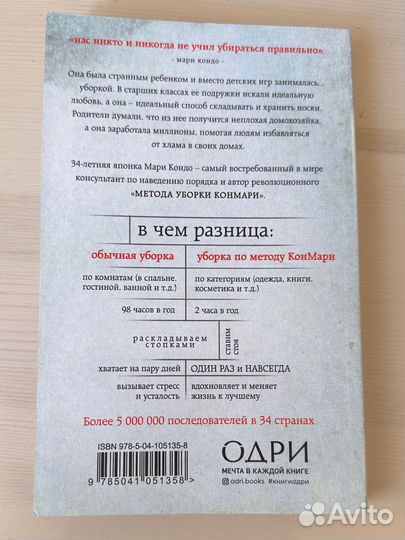 «нас никто и никогда не учил убираться правильно».
- мари кондо -
Она была странным ребенком и вместо детских игр занималась...
уборкой. В старших классах ее подружки искали идеальную
любовь, а она – идеальный способ складывать и хранить носки.
Родители думали, что из нее получится неплохая домохозяйка,
а она заработала миллионы, помогая людям избавляться
от хлама в своих домах.
34-летняя японка Мари Кондо – самый востребованный в мире
консультант по наведению порядка и автор революционного
«МЕТОДА УБОРКИ КОНМАРИ».
в чем разница:
обычная уборка
уборка по методу КонМари
по комнатам (в спальне,
гостиной, ванной и т.д.)
по категориям (одежда, книги,
косметика и т.д.)
98 часов в год
2 часа в год
раскладываем
стопками
ставим
стоя
хватает на пару дней
ОДИН РАЗ и НАВСЕГДА
вызывает стресс
и усталость
вдохновляет и меняет
жизнь к лучшему
Более 5 000 000 последователей в 34 странах
ISBN 978-5-04-105135-8
9 785041 051358 >
ОДРИ
МЕЧТА В КАЖДОЙ КНИГЕ
odri.books #книгиодри
Avito